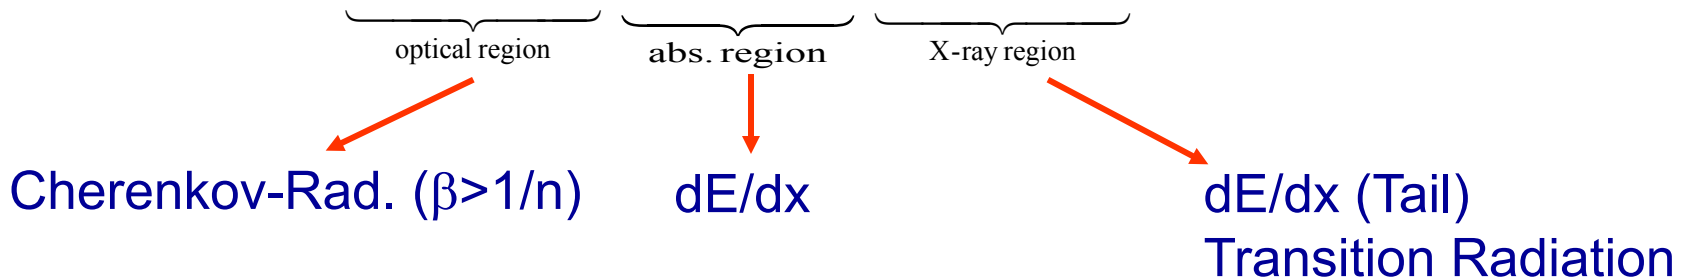 optical region abs. region X-ray region
Cherenkov-Rad. (β>1/n) dE/dx dE/dx (Tail)
Transition Radiation